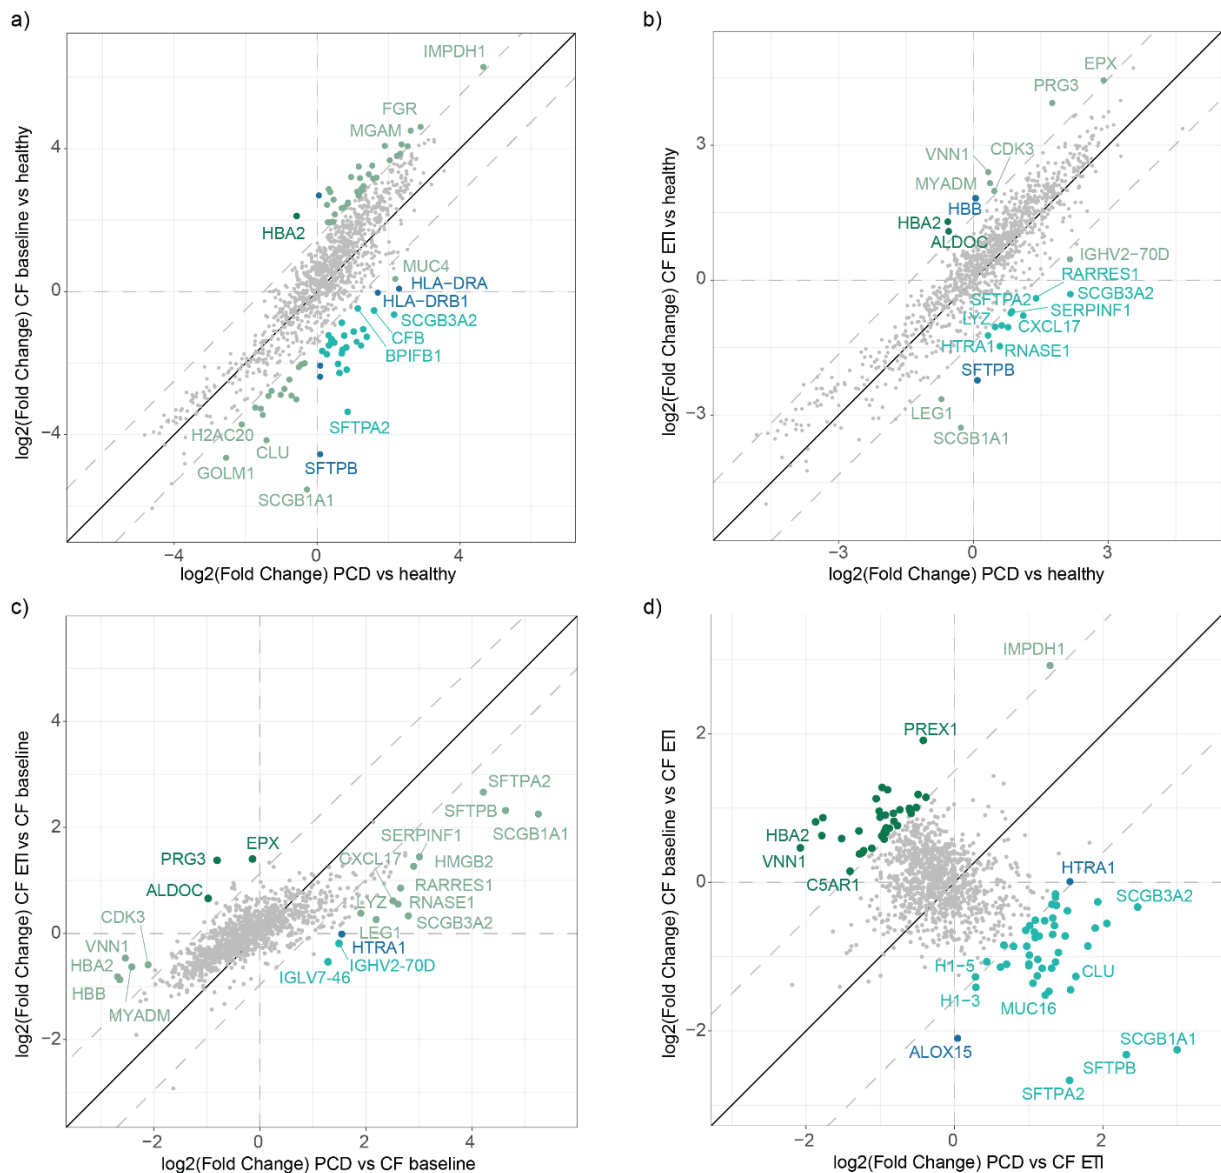 a)
IMPDH1
FGR
MGAM
HBA2
MUC4
HLA−DRA
HLA−DRB1
SCGB3A2
CFB
BPIFB1
SFTPA2
H2AC20
CLU
GOLM1
SFTPB
SCGB1A1
4
0
−4
−4
0
4
log2(Fold Change) CF baseline vs healthy
log2(Fold Change) PCD vs healthy
b)
EPX
PRG3
VNN1
CDK3
MYADM
HBB
HBA2
ALDOC
IGHV2−70D
RARRES1
SFTPA2
SCGB3A2
SERPINF1
LYZ
CXCL17
HTRA1
RNASE1
SFTPB
LEG1
SCGB1A1
3
0
−3
−3
0
3
log2(Fold Change) CF ETI vs healthy
log2(Fold Change) PCD vs healthy
c)
SFTPA2
SFTPB
SCGB1A1
SERPINF1
EPX
PRG3
CXCL17
HMGB2
ALDOC
RARRES1
LYZ
RNASE1
CDK3
SCGB3A2
LEG1
VNN1
HTRA1
HBA2
IGHV2−70D
IGLV7−46
HBB
MYADM
4
2
0
−2
−2
0
2
4
log2(Fold Change) CF ETI vs CF baseline
log2(Fold Change) PCD vs CF baseline
d)
IMPDH1
PREX1
HBA2
VNN1
C5AR1
HTRA1
SCGB3A2
H1−5
CLU
H1−3
MUC16
ALOX15
SCGB1A1
SFTPB
SFTPA2
2
0
−2
−2
0
2
log2(Fold Change) CF baseline vs CF ETI
log2(Fold Change) PCD vs CF ETI